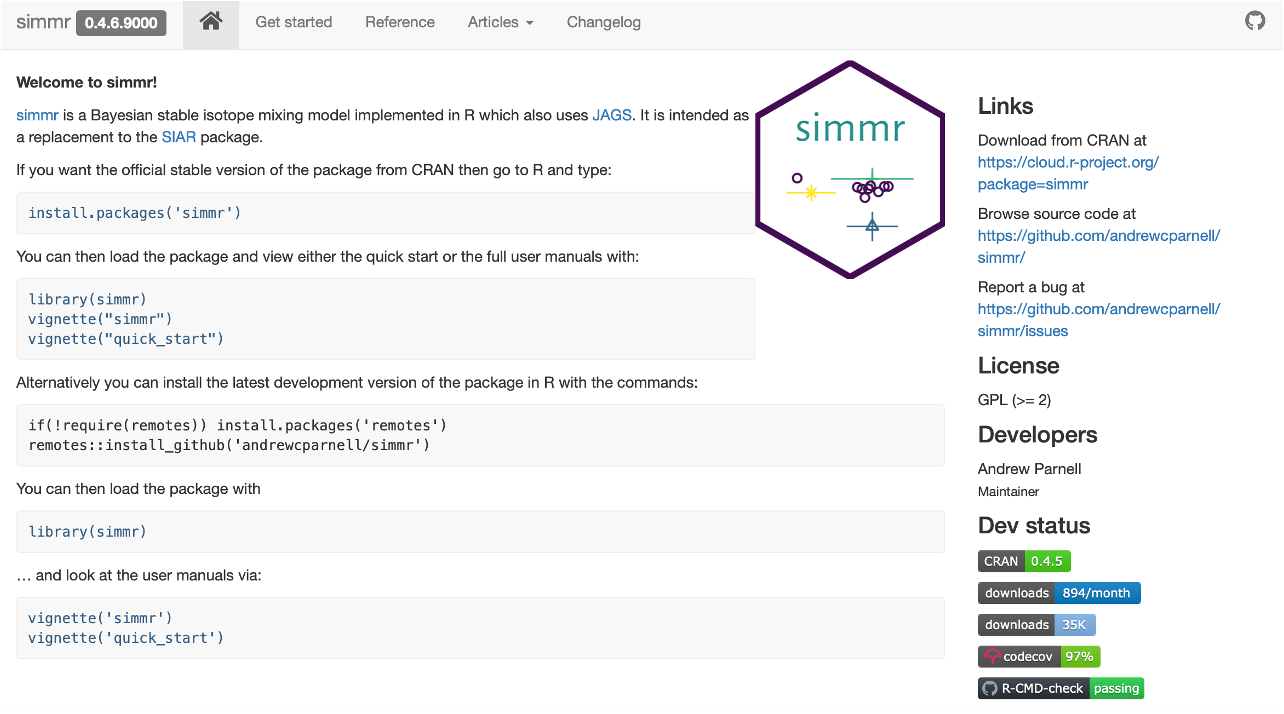 simmr 0.4.6.9000 Get started Reference Articles Changelog
Welcome to simmr!
simmr is a Bayesian stable isotope mixing model implemented in R which also uses JAGS. It is intended as
a replacement to the SIAR package.
If you want the official stable version of the package from CRAN then go to R and type:
install.packages('simmr')
You can then load the package and view either the quick start or the full user manuals with:
library(simmr)
vignette("simmr")
vignette("quick_start")
Alternatively you can install the latest development version of the package in R with the commands:
if(!require(remotes)) install.packages('remotes')
remotes::install_github('andrewcparnell/simmr')
You can then load the package with
library(simmr)
… and look at the user manuals via:
vignette('simmr')
vignette('quick_start')
simmr
Links
Download from CRAN at
https://cloud.r-project.org/
package=simmr
Browse source code at
https://github.com/andrewcparnell/
simmr/
Report a bug at
https://github.com/andrewcparnell/
simmr/issues
License
GPL (>= 2)
Developers
Andrew Parnell
Maintainer
Dev status
CRAN 0.4.5
downloads 894/month
downloads 35K
codecov 97%
R-CMD-check passing